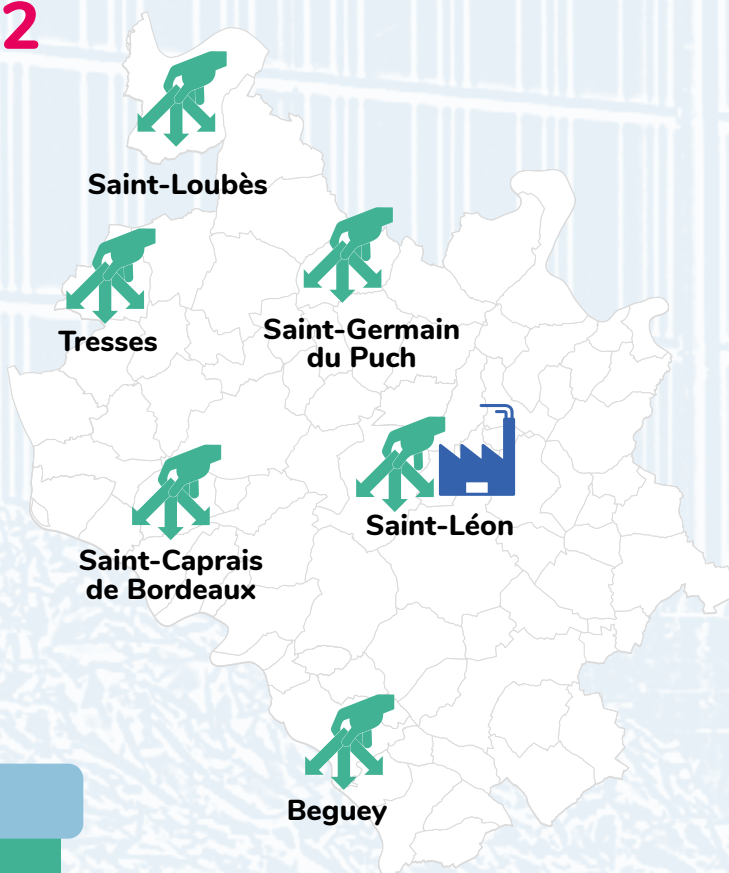 2
Saint-Loubès
Tresses
Saint-Germain
du Puch
Saint-Léon
Saint-Caprais
de Bordeaux
Beguey